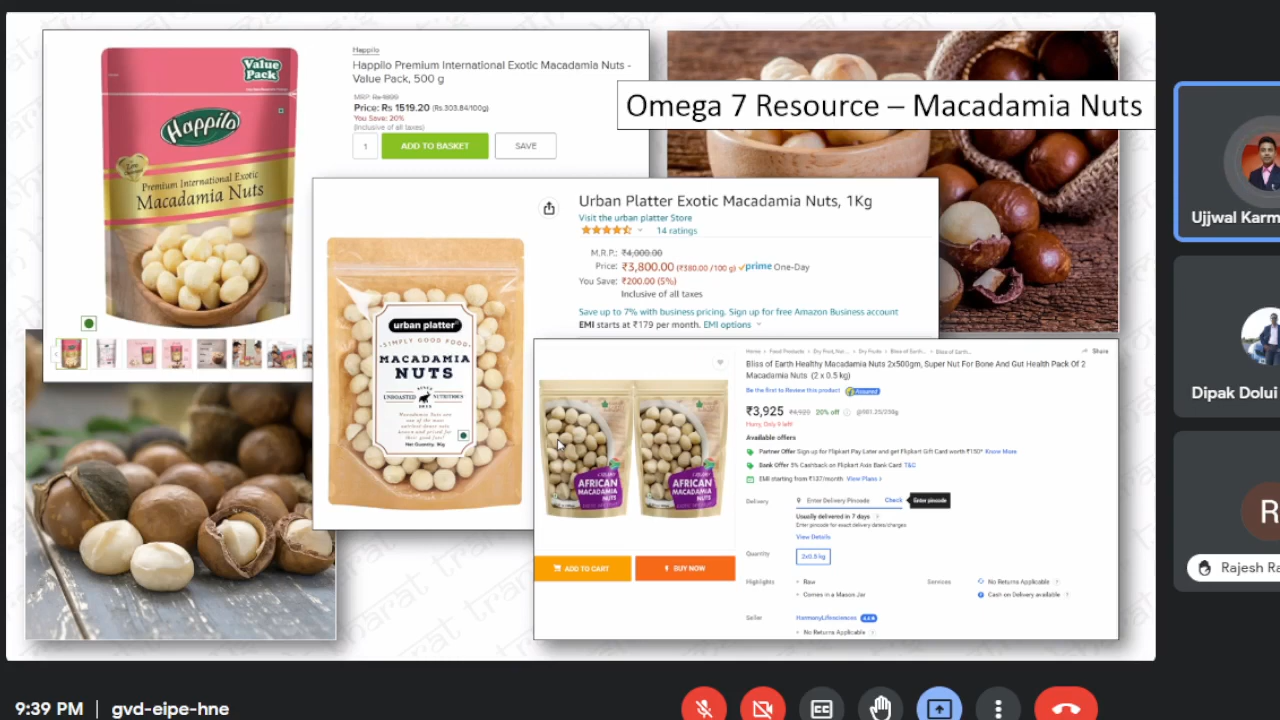 Omega 7 Resource – Macadamia Nuts
Value
Pack
Happilo
Premium International Exotic
Macadamia Nuts
Happilo
Happilo Premium International Exotic Macadamia Nuts -
Value Pack, 500 g
MRP: Rs 1899
Price: Rs 1519.20 (Rs.303.84/100g)
You Save: 20%
(Inclusive of all taxes)
1 ADD TO BASKET SAVE
urban platter
SIMPLY GOOD FOOD
MACADAMIA
NUTS
UNROASTED NUTRITIOUS
Macadamia Nuts are
one of the most
Net Quantity, 1Kg
Urban Platter Exotic Macadamia Nuts, 1Kg
Visit the urban platter Store
14 ratings
M.R.P.: ₹4,000.00
Price: ₹3,800.00 (₹380.00 /100 g) prime One-Day
You Save: ₹200.00 (5%)
Inclusive of all taxes
Save up to 7% with business pricing. Sign up for free Amazon Business account
EMI starts at ₹179 per month. EMI options
AFRICAN
MACADAMIA
NUTS
AFRICAN
MACADAMIA
NUTS
ADD TO CART BUY NOW
Home > Food Products > Dry Fruit, Nut... > Dry Fruits > Bliss of Earth... > Bliss of Earth... Share
Bliss of Earth Healthy Macadamia Nuts 2x500gm, Super Nut For Bone And Gut Health Pack Of 2
Macadamia Nuts (2 x 0.5 kg)
Be the first to Review this product Assured
₹3,925 ₹4,920 20% off
Hurry, Only 9 left!
Available offers
Partner Offer Sign up for Flipkart Pay Later and get Flipkart Gift Card worth ₹150* Know More
Bank Offer 5% Cashback on Flipkart Axis Bank Card T&C
EMI starting from ₹137/month View Plans >
Delivery Enter Delivery Pincode Check Enter pincode
Usually delivered in 7 days ?
Enter pincode for exact delivery dates/charges
View Details
Quantity 2x0.5 kg
Highlights Raw Services No Returns Applicable ?
Comes in a Mason Jar Cash on Delivery available ?
Seller HarmonyLifesciences
No Returns Applicable ?
Ujjwal Karm
Dipak Dolui
Rajesh Ra
9:39 PM | gvd-eipe-hne